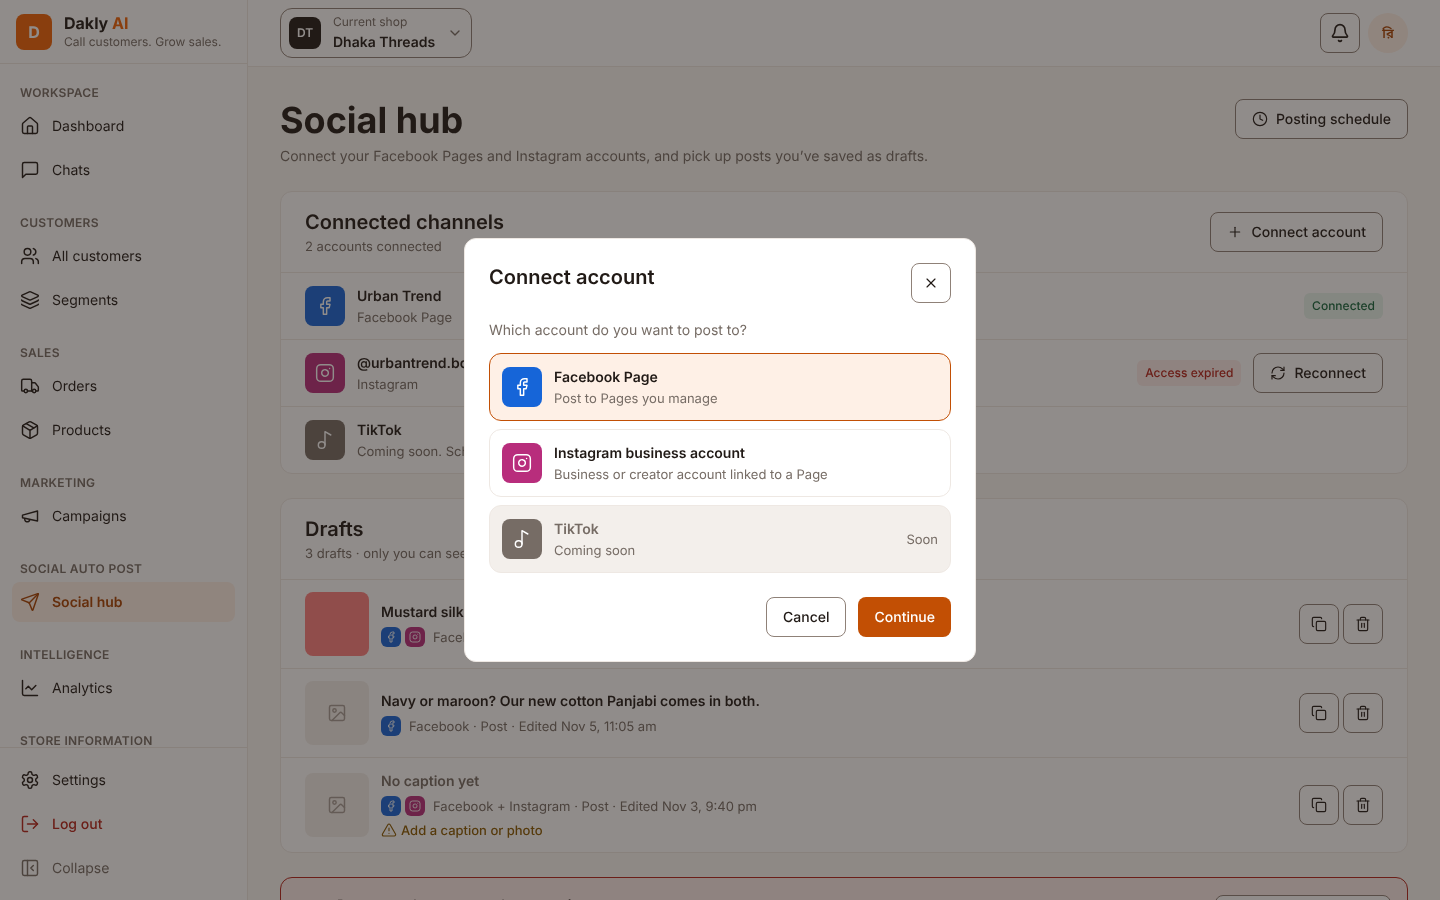 D
Dakly AI
Call customers. Grow sales.
WORKSPACE
Dashboard
Chats
CUSTOMERS
All customers
Segments
SALES
Orders
Products
MARKETING
Campaigns
SOCIAL AUTO POST
Social hub
INTELLIGENCE
Analytics
STORE INFORMATION
Settings
Log out
Collapse
DT
Current shop
Dhaka Threads
রি
Social hub
Connect your Facebook Pages and Instagram accounts, and pick up posts you’ve saved as drafts.
Posting schedule
Connected channels
2 accounts connected
Connect account
Urban Trend
Facebook Page
Connected
@urbantrend.bd
Instagram
Access expired
Reconnect
TikTok
Coming soon.
Drafts
3 drafts · only you can see
Mustard silk
Navy or maroon? Our new cotton Panjabi comes in both.
Facebook · Post · Edited Nov 5, 11:05 am
No caption yet
Facebook + Instagram · Post · Edited Nov 3, 9:40 pm
Add a caption or photo
Connect account
Which account do you want to post to?
Facebook Page
Post to Pages you manage
Instagram business account
Business or creator account linked to a Page
TikTok
Coming soon
Soon
Cancel
Continue